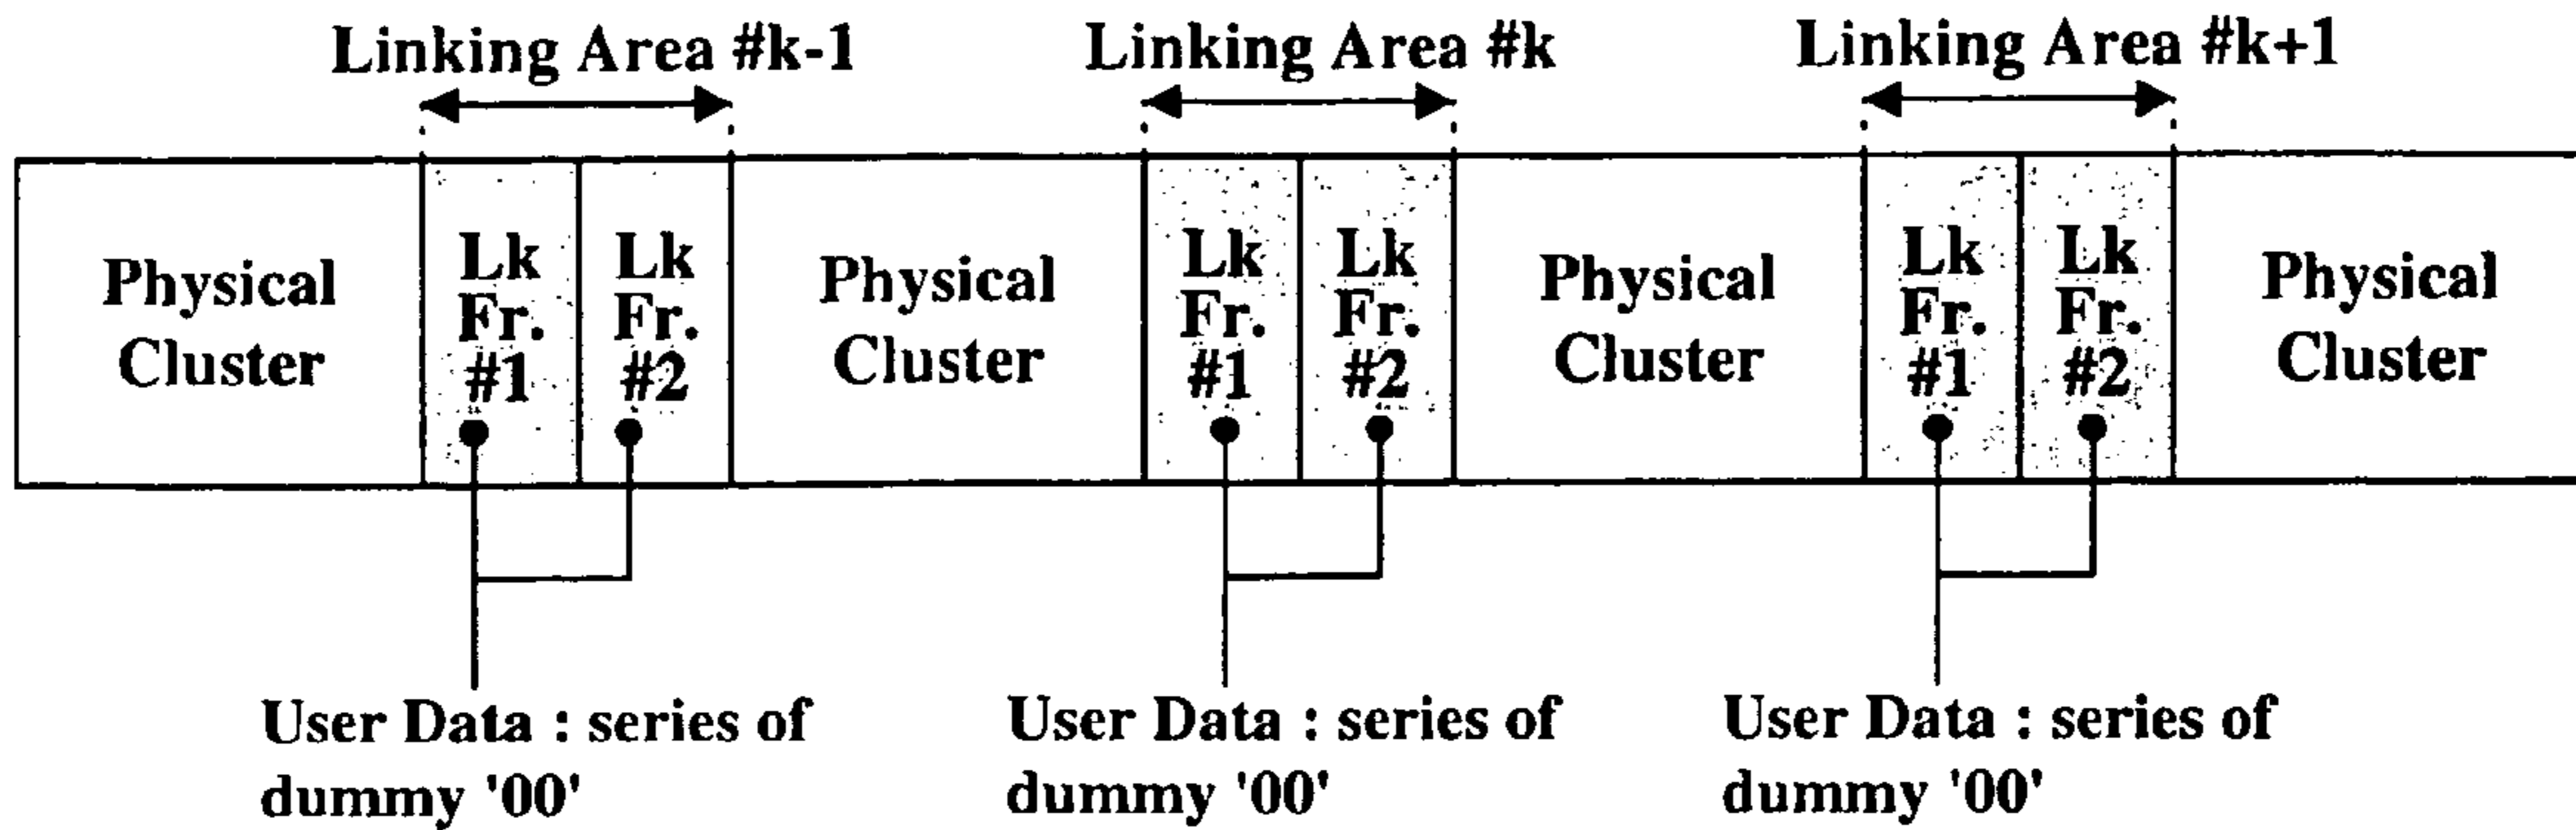 Linking Area #k-1
Linking Area #k
Linking Area #k+1
Physical
Cluster
Lk
Fr.
#1
Lk
Fr.
#2
Physical
Cluster
Lk
Fr.
#1
Lk
Fr.
#2
Physical
Cluster
Lk
Fr.
#1
Lk
Fr.
#2
Physical
Cluster
User Data : series of
dummy '00'
User Data : series of
dummy '00'
User Data : series of
dummy '00'